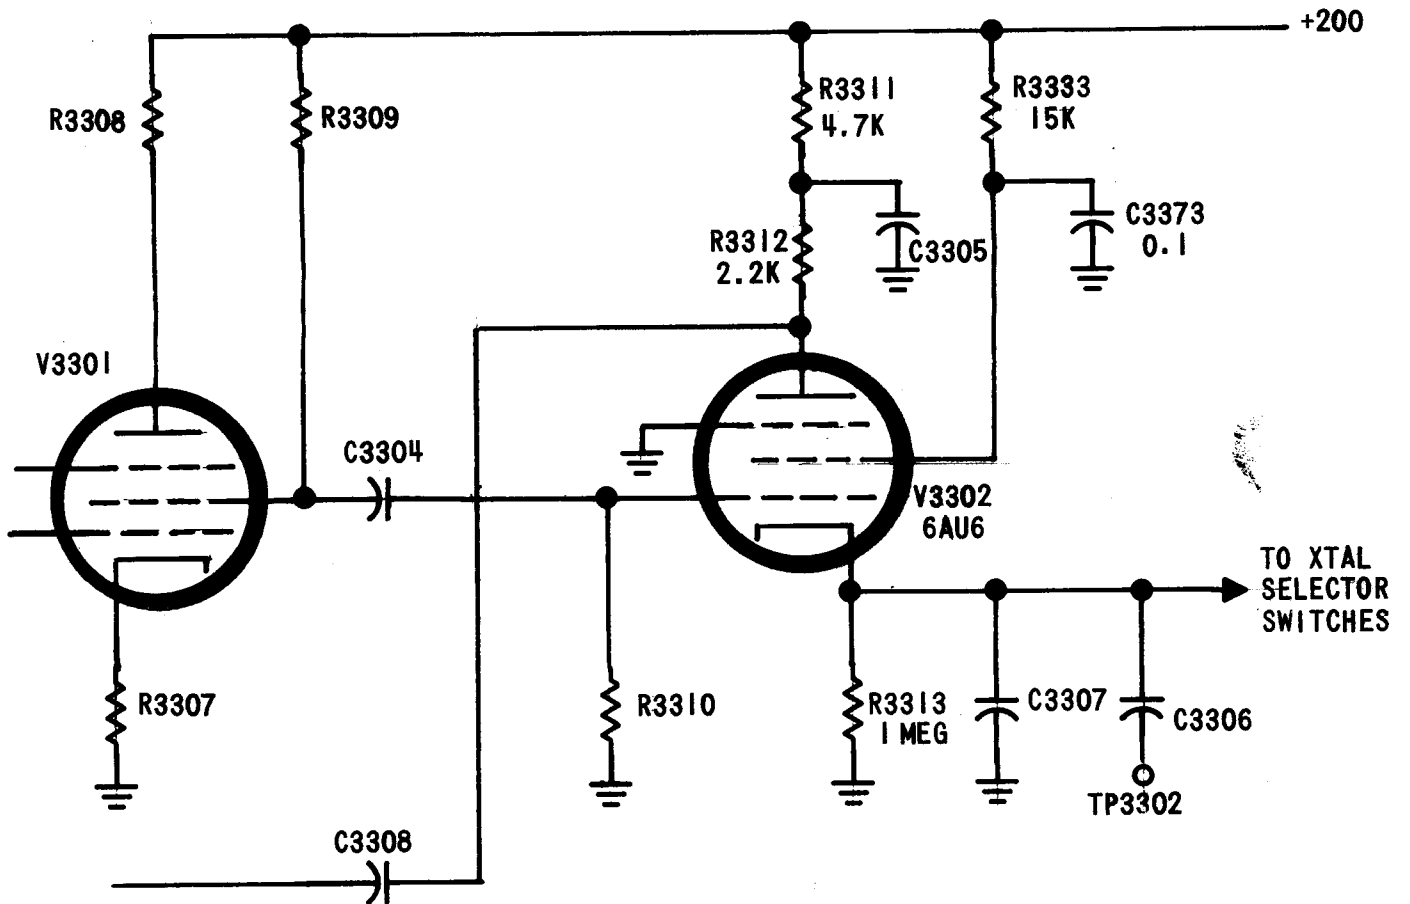 +200
R3308
R3309
R3311
4.7K
R3333
15K
R3312
2.2K
C3305
C3373
0.1
V3301
C3304
V3302
6AU6
TO XTAL
SELECTOR
SWITCHES
R3307
R3310
R3313
1 MEG
C3307
C3306
TP3302
C3308